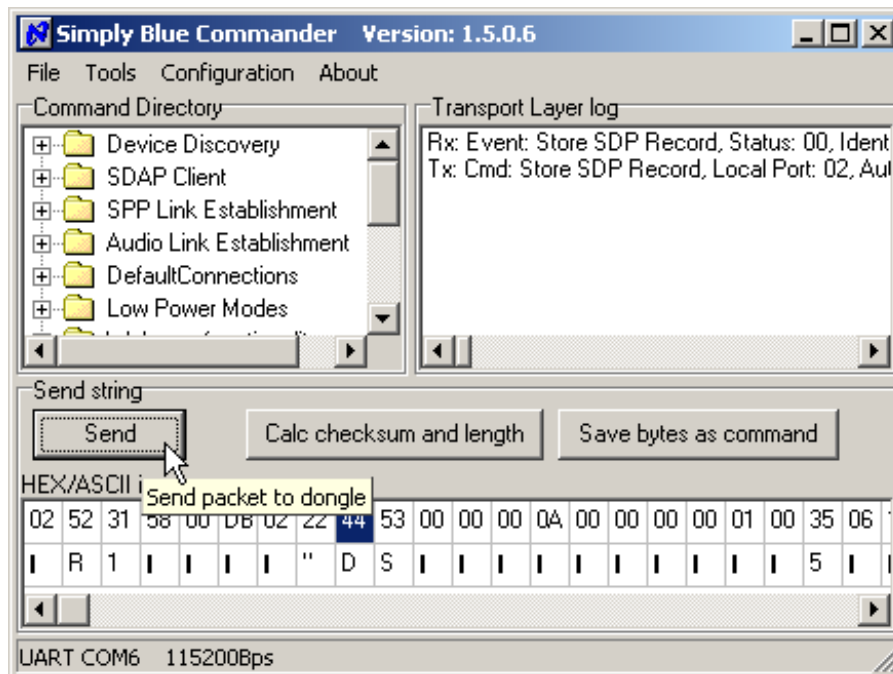 Simply Blue Commander Version: 1.5.0.6
File Tools Configuration About
Command Directory
Device Discovery
SDAP Client
SPP Link Establishment
Audio Link Establishment
DefaultConnections
Low Power Modes
Transport Layer log
Rx: Event: Store SDP Record, Status: 00, Ident
Tx: Cmd: Store SDP Record, Local Port: 02, Au
Send string
Send Calc checksum and length Save bytes as command
HEX/ASCII
Send packet to dongle
02 52 31 58 00 DB 02 22 44 53 00 00 00 0A 00 00 00 00 01 00 35 06
R 1 " D S 5
UART COM6 115200Bps